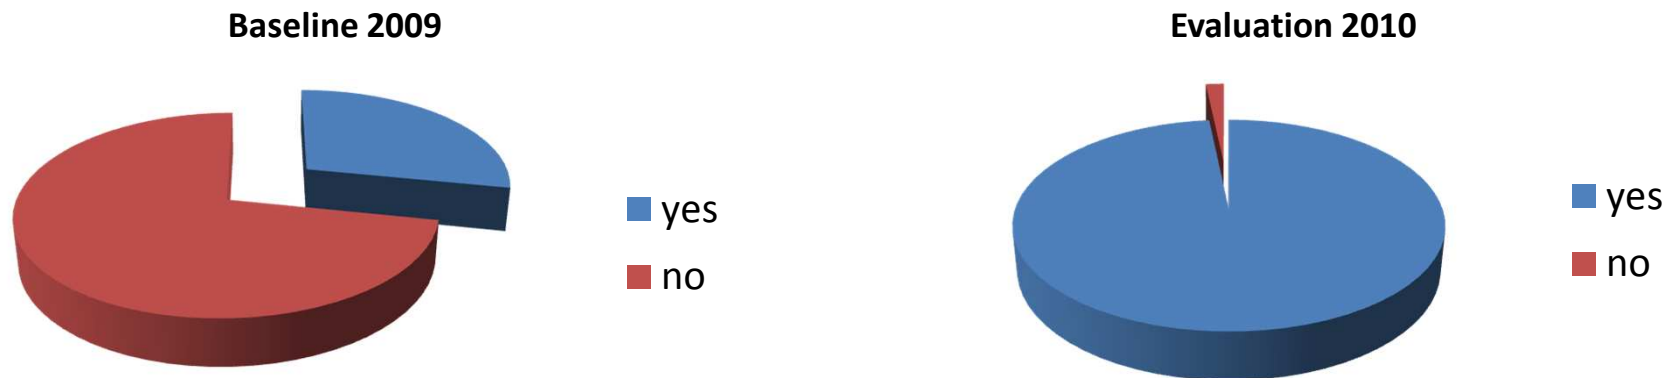 Baseline 2009
yes
no
Evaluation 2010
yes
no